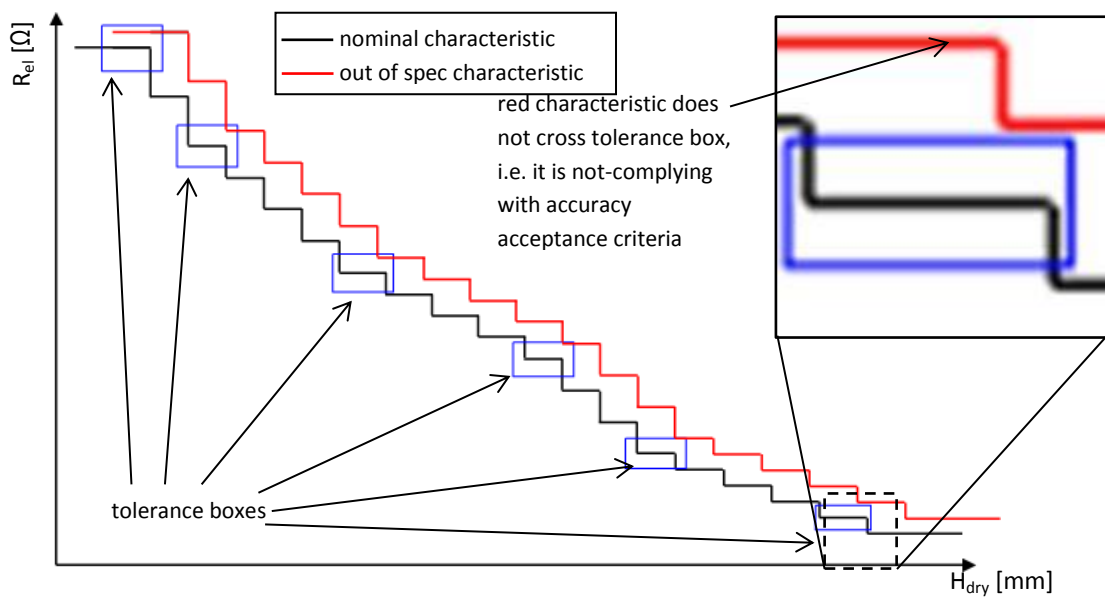 R_el [Ω]
nominal characteristic
out of spec characteristic
red characteristic does
not cross tolerance box,
i.e. it is not-complying
with accuracy
acceptance criteria
tolerance boxes
H_dry [mm]